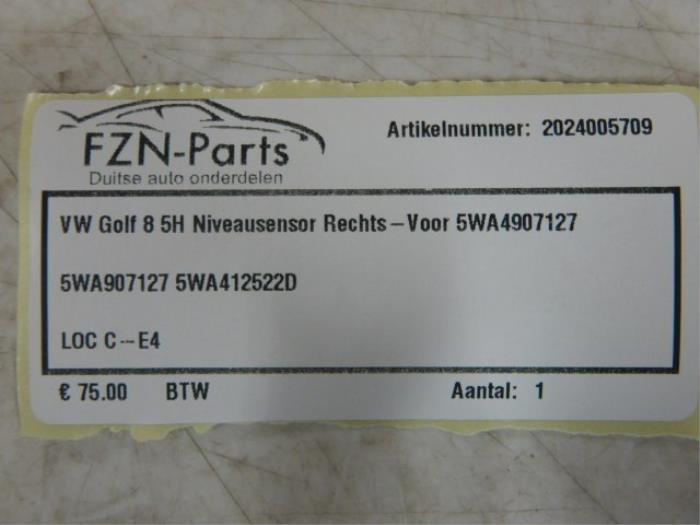 FZN-Parts
Duitse auto onderdelen
Artikelnummer: 2024005709
VW Golf 8 5H Niveausensor Rechts-Voor 5WA4907127
5WA907127 5WA412522D
LOC C--E4
€ 75.00 BTW Aantal: 1